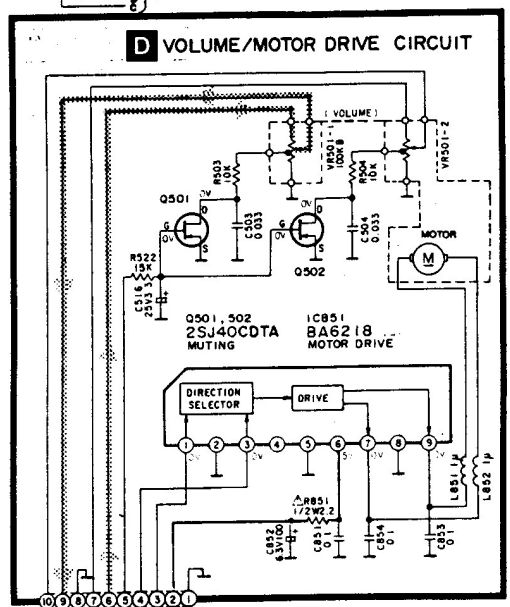 8
D VOLUME/MOTOR DRIVE CIRCUIT
(VOLUME)
VR501-1
100KB
VR501-2
R503
10K
R504
10K
Q501
0V
D
G
0V
S
C503
0.033
0V
D
G
0V
S
C504
0.033
Q502
MOTOR
M
R522
15K
C516
25V3.3
+
Q501, 502
2SJ40CDTA
MUTING
IC851
BA6218
MOTOR DRIVE
DIRECTION
SELECTOR
DRIVE
1 2 3 4 5 6 7 8 9
0V 0V 5V 0V 0V
L851 1μ
L852 1μ
⚠R851
1/2W2.2
C852
6.3V100
+
C851
0.1
C854
0.1
C853
0.1
10 9 8 7 6 5 4 3 2 1